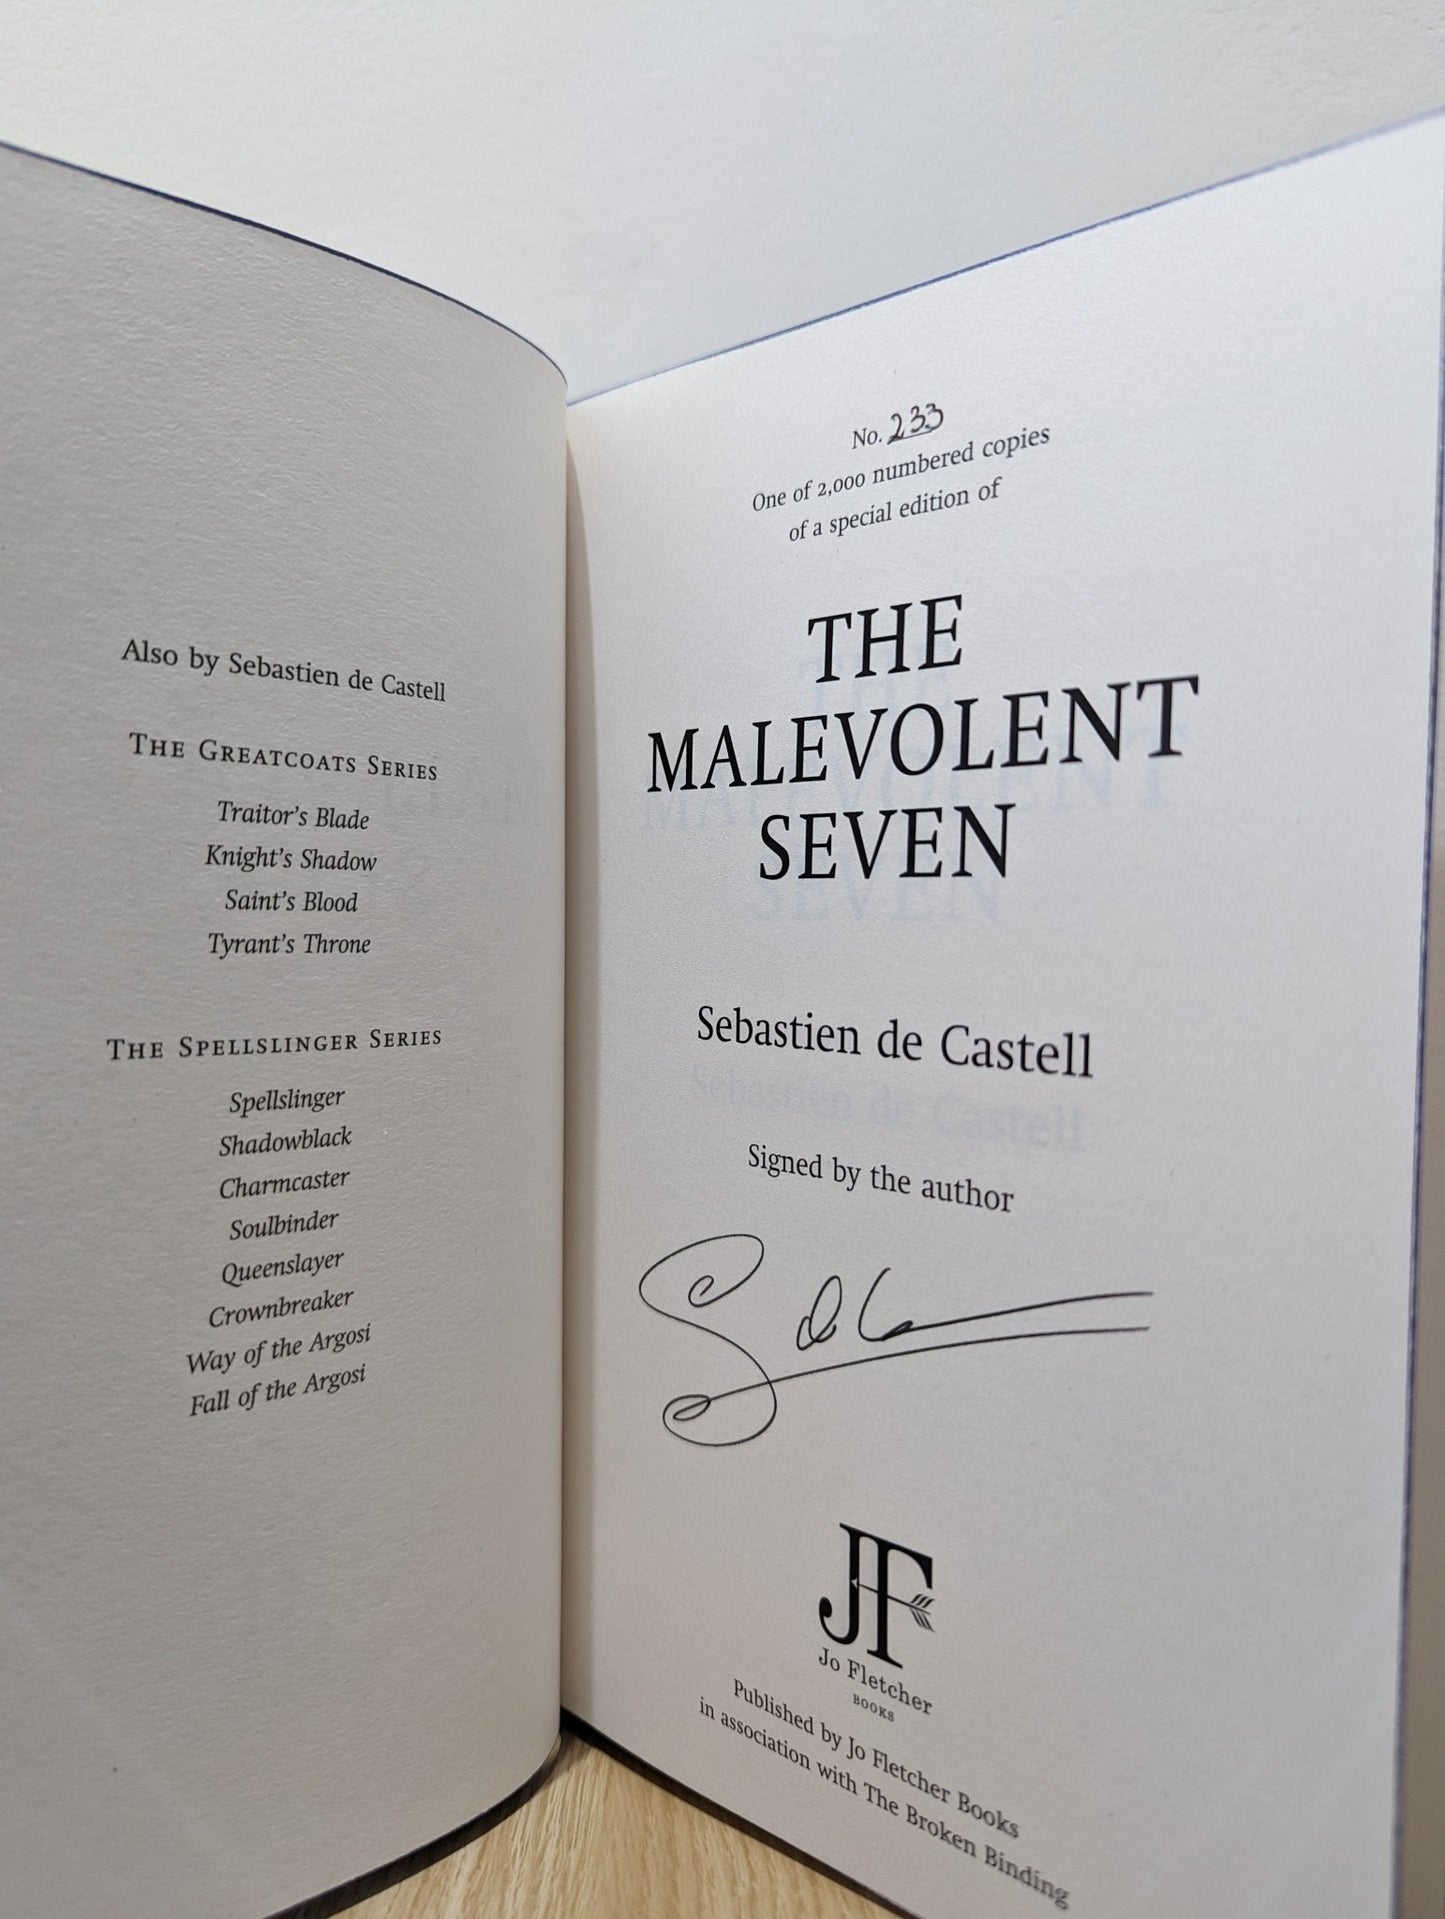 Also by Sebastien de Castell
THE GREATCOATS SERIES
Traitor's Blade
Knight's Shadow
Saint's Blood
Tyrant's Throne
THE SPELLSLINGER SERIES
Spellslinger
Shadowblack
Charmcaster
Soulbinder
Queenslayer
Crownbreaker
Way of the Argosi
Fall of the Argosi
No. 233
One of 2,000 numbered copies
of a special edition of
THE
MALEVOLENT
SEVEN
Sebastien de Castell
Signed by the author
JF
Jo Fletcher
BOOKS
Published by Jo Fletcher Books
in association with The Broken Binding